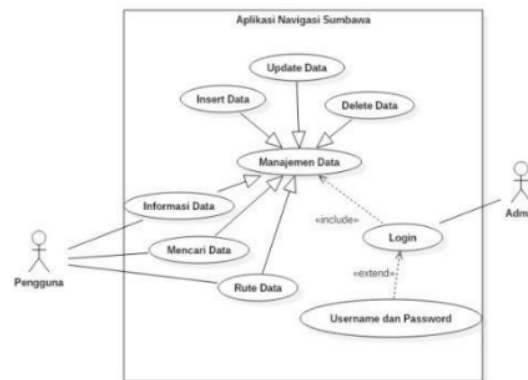 Aplikasi Navigasi Sumbawa
Update Data
Insert Data
Delete Data
Manajemen Data
Informasi Data
«include»
Login
Mencari Data
Pengguna
Rute Data
«extend»
Username dan Password